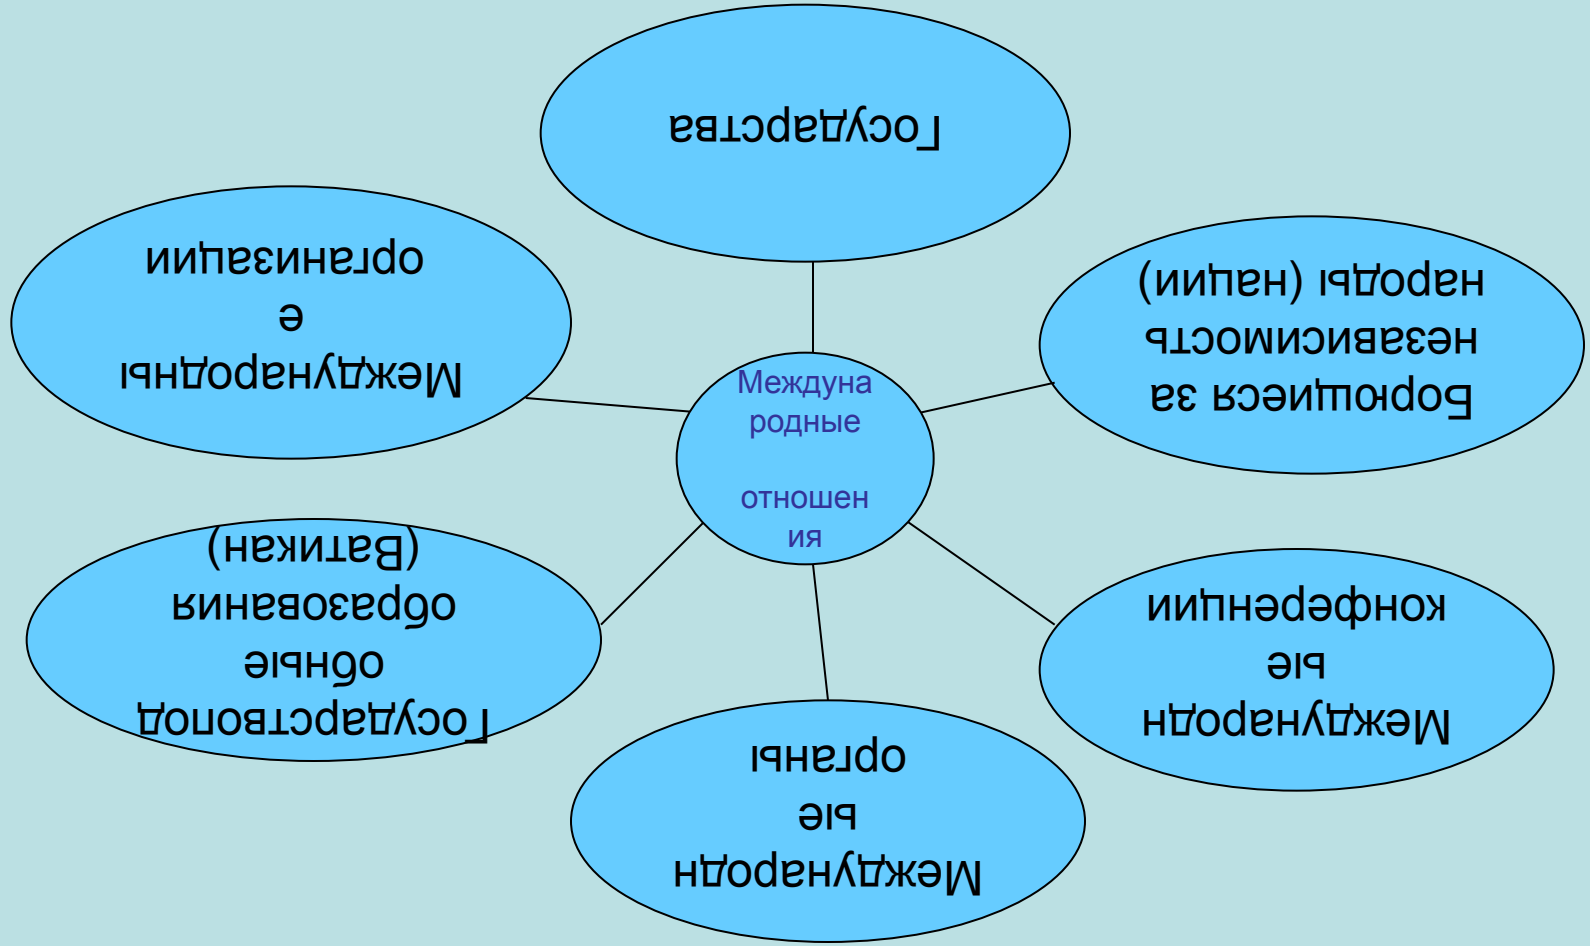 Государства
Международны
е
организации
Борющиеся за
независимость
народы (нации)
Междуна
родные
отношен
ия
Государствопод
обные
образования
(Ватикан)
Международн
ые
конференции
Международн
ые
органы